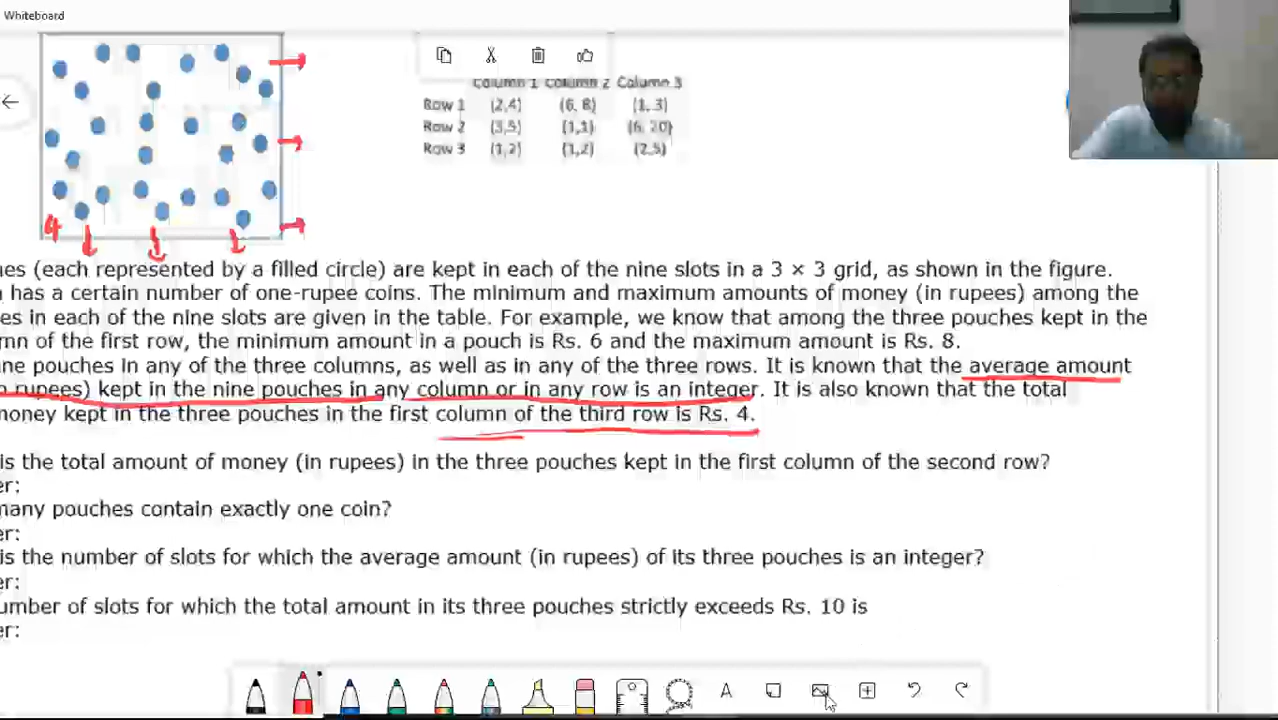 Whiteboard
Column 1 Column 2 Column 3
Row 1 (2,4) (6, 8) (1, 3)
Row 2 (3,5) (1,1) (6, 20)
Row 3 (1,2) (1,2) (2,5)
4
es (each represented by a filled circle) are kept in each of the nine slots in a 3 × 3 grid, as shown in the figure.
has a certain number of one-rupee coins. The minimum and maximum amounts of money (in rupees) among the
es in each of the nine slots are given in the table. For example, we know that among the three pouches kept in the
mn of the first row, the minimum amount in a pouch is Rs. 6 and the maximum amount is Rs. 8.
ne pouches in any of the three columns, as well as in any of the three rows. It is known that the average amount
n rupees) kept in the nine pouches in any column or in any row is an integer. It is also known that the total
money kept in the three pouches in the first column of the third row is Rs. 4.
is the total amount of money (in rupees) in the three pouches kept in the first column of the second row?
er:
many pouches contain exactly one coin?
er:
is the number of slots for which the average amount (in rupees) of its three pouches is an integer?
er:
umber of slots for which the total amount in its three pouches strictly exceeds Rs. 10 is
er:
A